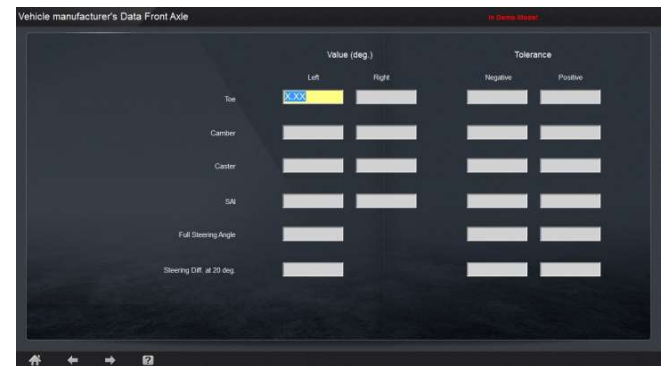 Vehicle manufacturer's Data Front Axle
In Demo Mode!
Value (deg.)
Tolerance
Left
Right
Negative
Positive
Toe
X.XX
Camber
Caster
SAI
Full Steering Angle
Steering Diff. at 20 deg.
?